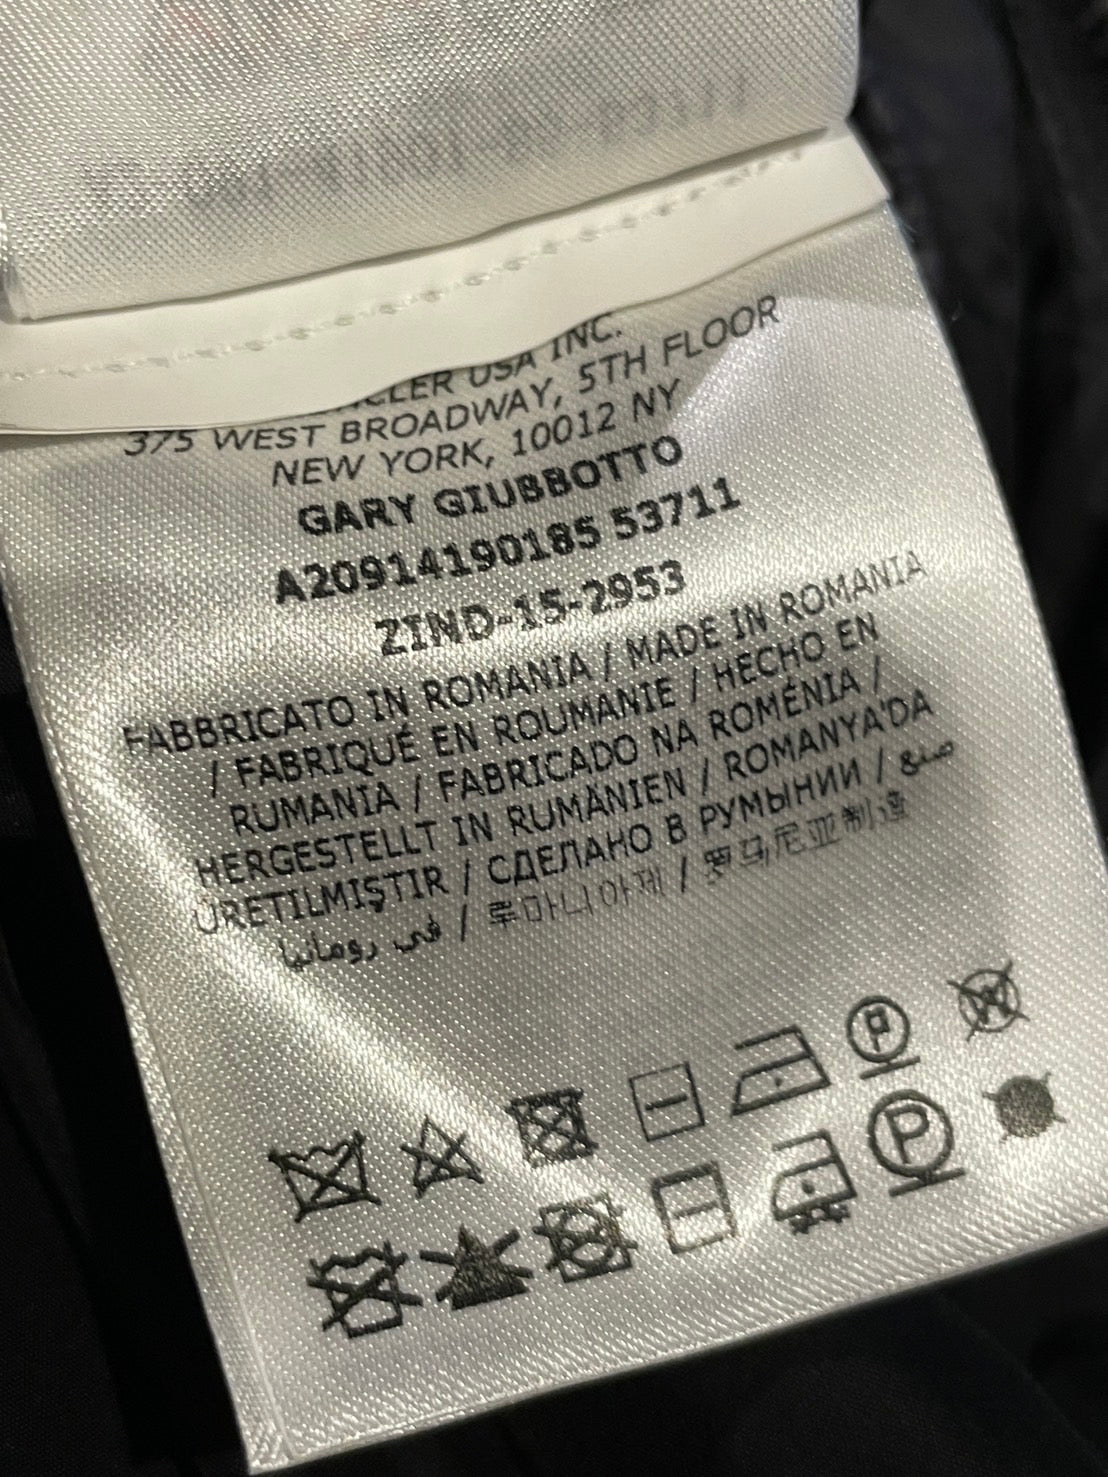 USA INC.
375 WEST BROADWAY, 5TH FLOOR
NEW YORK, 10012 NY
GARY GIUBBOTTO
A20914190185 53711
ZIND-15-2953
FABBRICATO IN ROMANIA / MADE IN ROMANIA
/ FABRIQUÉ EN ROUMANIE / HECHO EN
RUMANIA / FABRICADO NA ROMÉNIA /
HERGESTELLT IN RUMÄNIEN / ROMANYA'DA
ÜRETILMIŞTIR / СДЕЛАНО В РУМЫНИИ / صنع
في رومانيا / 루마니아제 / 罗马尼亚制造
P W
P